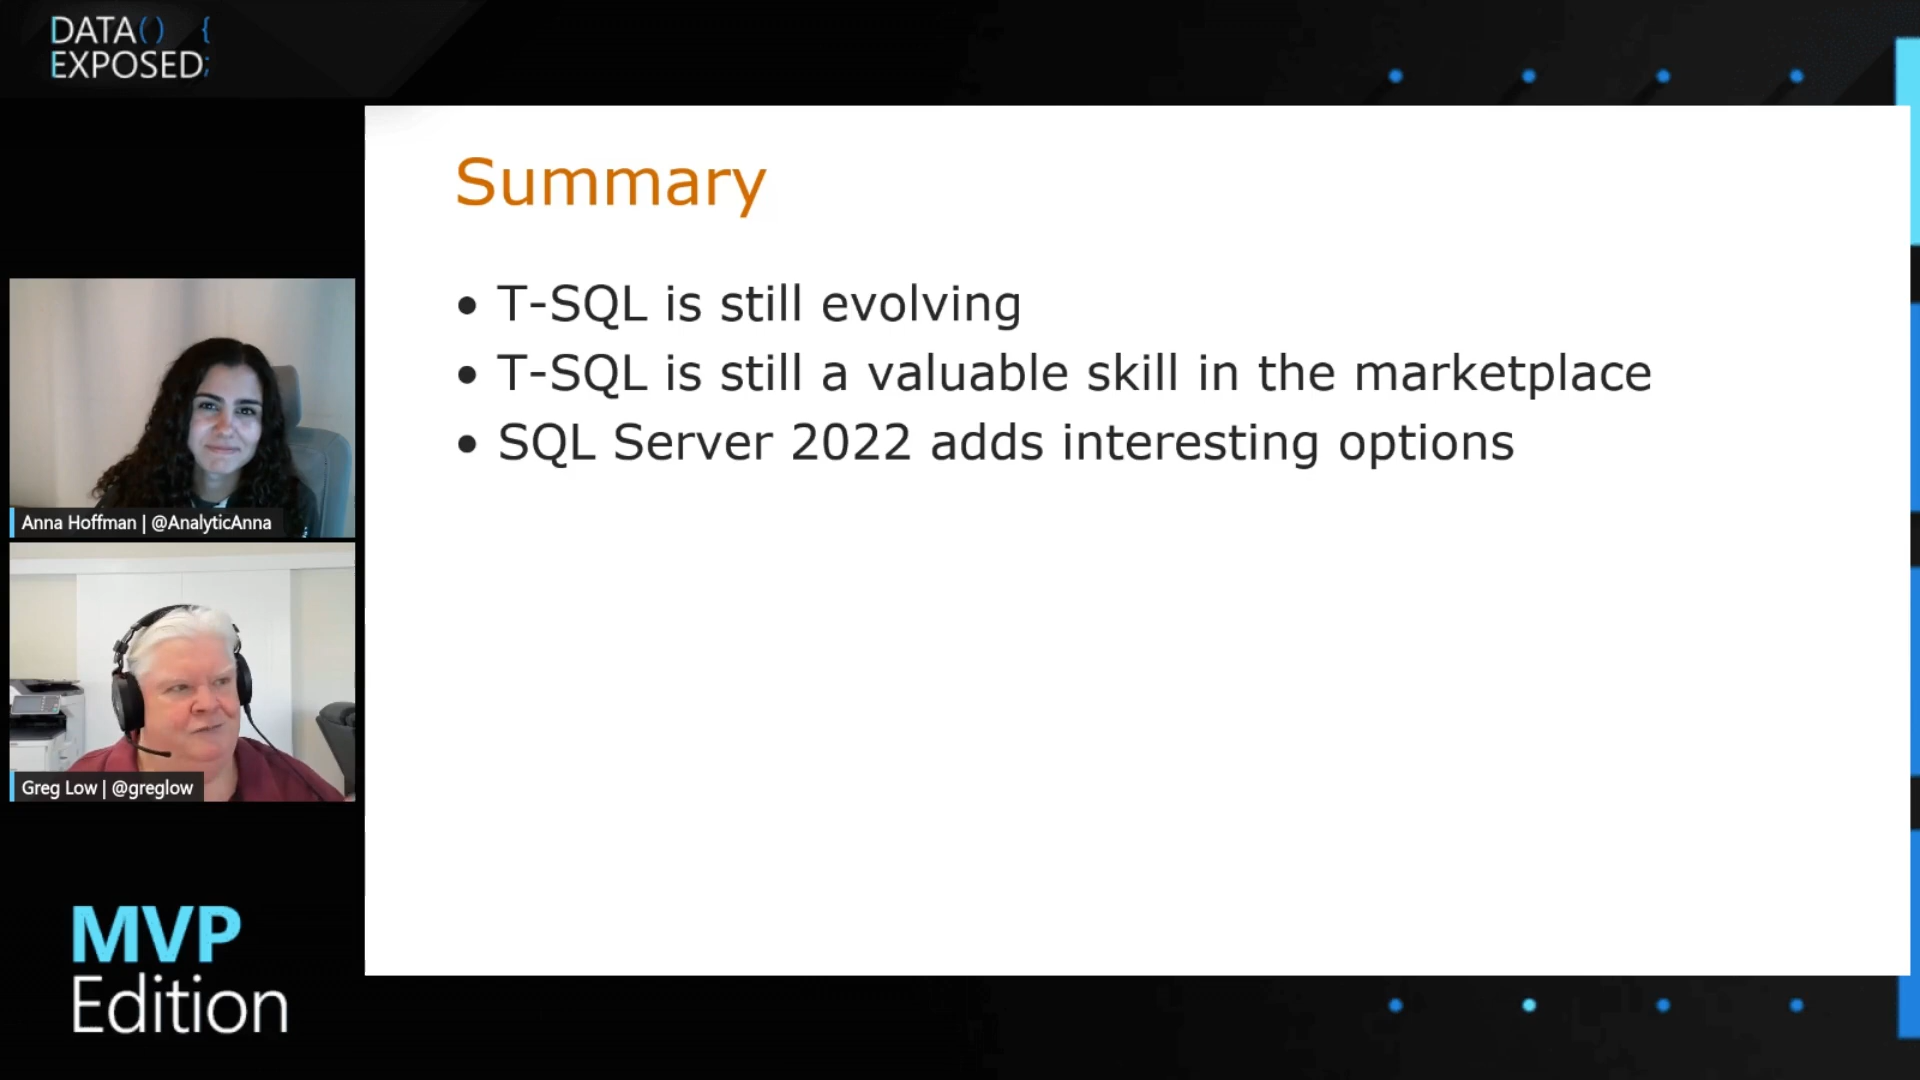 DATA() {
EXPOSED;
Summary
• T-SQL is still evolving
• T-SQL is still a valuable skill in the marketplace
• SQL Server 2022 adds interesting options
Anna Hoffman | @AnalyticAnna
Greg Low | @greglow
MVP
Edition